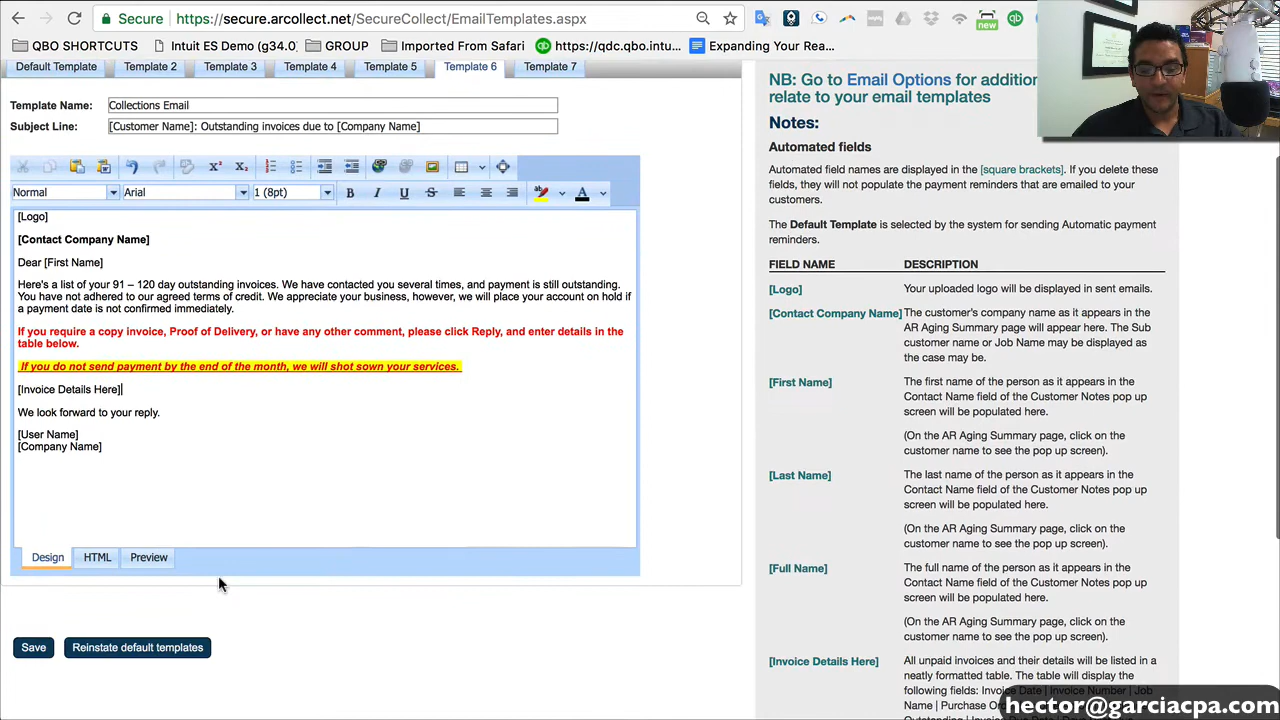 Secure https://secure.arcollect.net/SecureCollect/EmailTemplates.aspx
new
QBO SHORTCUTS Intuit ES Demo (g34.0 GROUP Imported From Safari https://qdc.qbo.intu... Expanding Your Rea...
Default Template Template 2 Template 3 Template 4 Template 5 Template 6 Template 7
Template Name: Collections Email
Subject Line: [Customer Name]: Outstanding invoices due to [Company Name]
Normal Arial 1 (8pt) B I U S
[Logo]
[Contact Company Name]
Dear [First Name]
Here's a list of your 91 – 120 day outstanding invoices. We have contacted you several times, and payment is still outstanding.
You have not adhered to our agreed terms of credit. We appreciate your business, however, we will place your account on hold if
a payment date is not confirmed immediately.
If you require a copy invoice, Proof of Delivery, or have any other comment, please click Reply, and enter details in the
table below.
If you do not send payment by the end of the month, we will shot sown your services.
[Invoice Details Here]
We look forward to your reply.
[User Name]
[Company Name]
Design HTML Preview
Save Reinstate default templates
NB: Go to Email Options for addition
relate to your email templates
Notes:
Automated fields
Automated field names are displayed in the [square brackets]. If you delete these
fields, they will not populate the payment reminders that are emailed to your
customers.
The Default Template is selected by the system for sending Automatic payment
reminders.
FIELD NAME DESCRIPTION
[Logo] Your uploaded logo will be displayed in sent emails.
[Contact Company Name] The customer's company name as it appears in the
AR Aging Summary page will appear here. The Sub
customer name or Job Name may be displayed as
the case may be.
[First Name] The first name of the person as it appears in the
Contact Name field of the Customer Notes pop up
screen will be populated here.
(On the AR Aging Summary page, click on the
customer name to see the pop up screen).
[Last Name] The last name of the person as it appears in the
Contact Name field of the Customer Notes pop up
screen will be populated here.
(On the AR Aging Summary page, click on the
customer name to see the pop up screen).
[Full Name] The full name of the person as it appears in the
Contact Name field of the Customer Notes pop up
screen will be populated here.
(On the AR Aging Summary page, click on the
customer name to see the pop up screen).
[Invoice Details Here] All unpaid invoices and their details will be listed in a
neatly formatted table. The table will display the
following fields: Invoice Date | Invoice Number | Job
Name | Purchase
hector@garciacpa.com